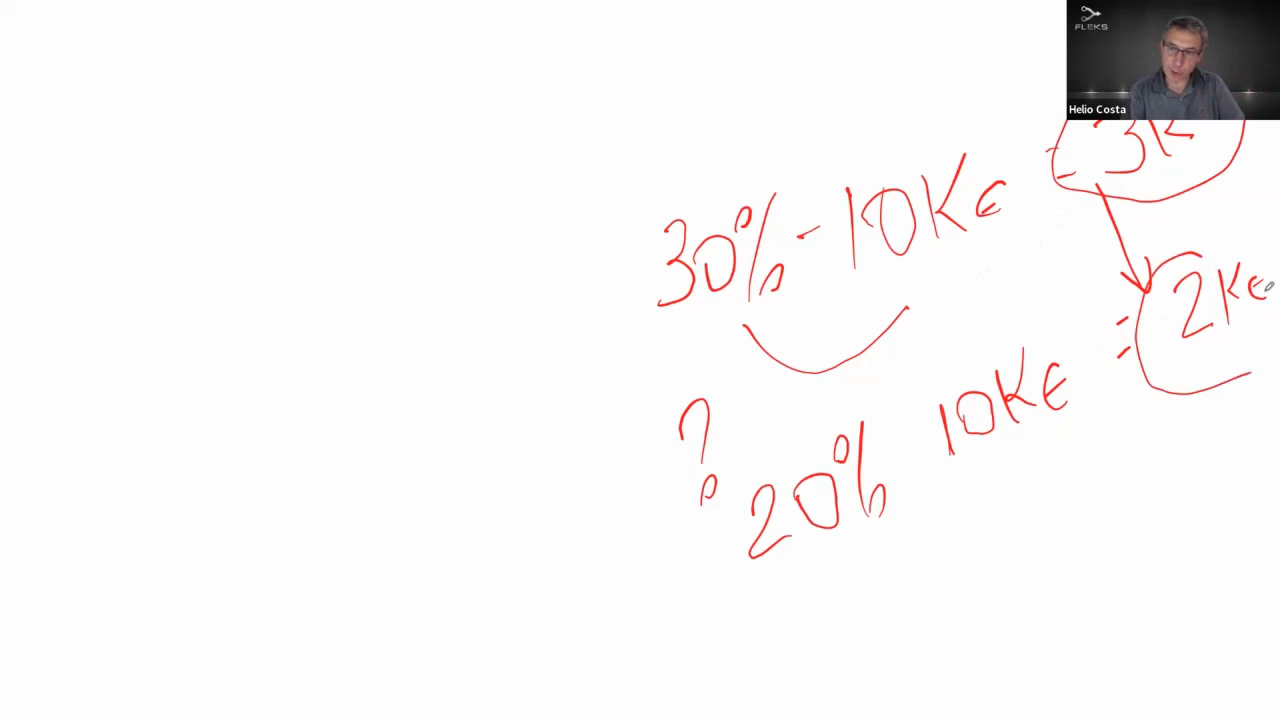 FLEKS
Helio Costa
30% - 10K€ = 3K
= 2K€
? 20% 10K€